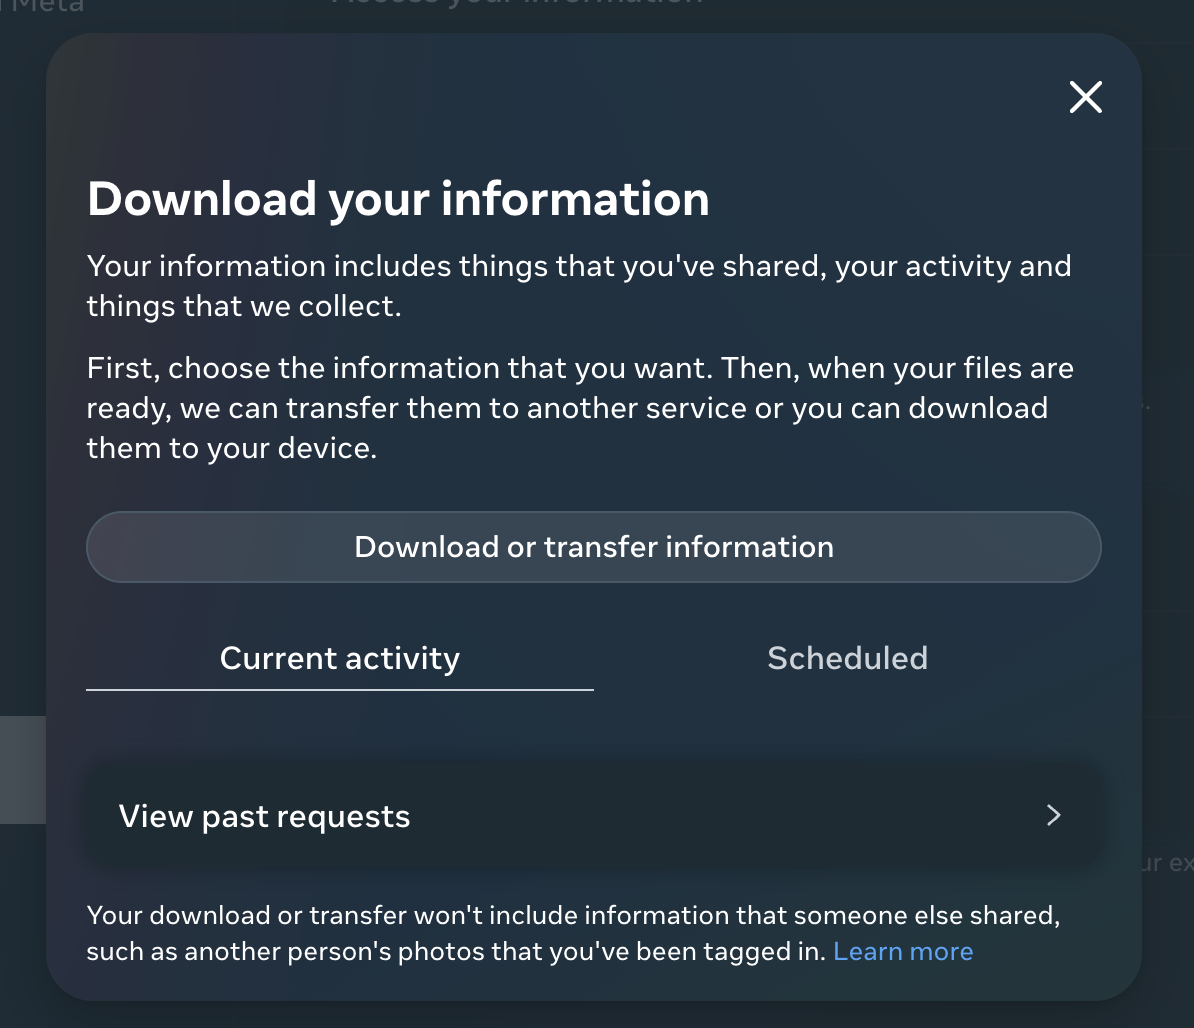 Meta
Access your information
Download your information
Your information includes things that you've shared, your activity and
things that we collect.
First, choose the information that you want. Then, when your files are
ready, we can transfer them to another service or you can download
them to your device.
Download or transfer information
Current activity
Scheduled
View past requests
Your download or transfer won't include information that someone else shared,
such as another person's photos that you've been tagged in. Learn more